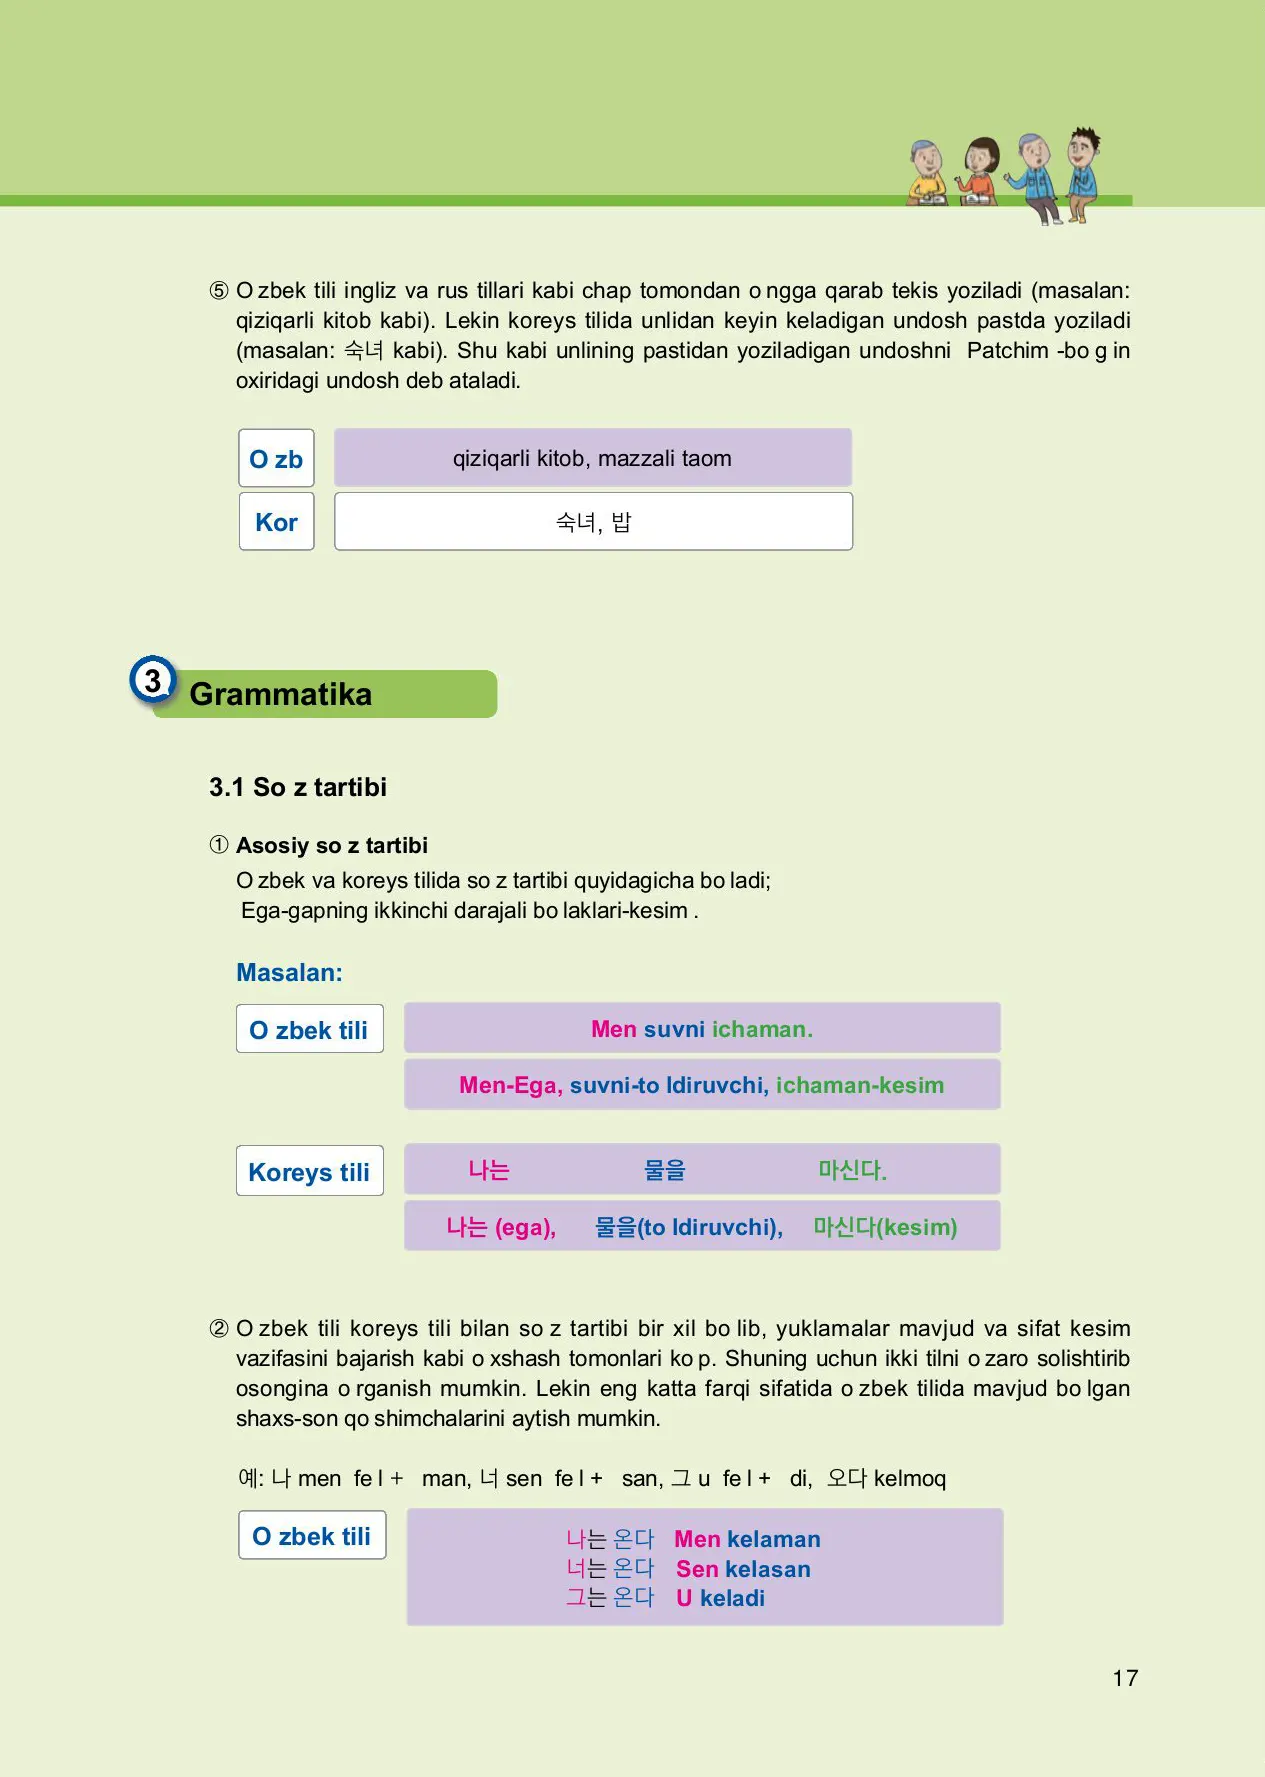 ⑤ O zbek tili ingliz va rus tillari kabi chap tomondan o ngga qarab tekis yoziladi (masalan:
qiziqarli kitob kabi). Lekin koreys tilida unlidan keyin keladigan undosh pastda yoziladi
(masalan: 숙녀 kabi). Shu kabi unlining pastidan yoziladigan undoshni Patchim -bo g in
oxiridagi undosh deb ataladi.
O zb qiziqarli kitob, mazzali taom
Kor 숙녀, 밥
3 Grammatika
3.1 So z tartibi
① Asosiy so z tartibi
O zbek va koreys tilida so z tartibi quyidagicha bo ladi;
Ega-gapning ikkinchi darajali bo laklari-kesim .
Masalan:
O zbek tili Men suvni ichaman.
Men-Ega, suvni-to ldiruvchi, ichaman-kesim
Koreys tili 나는 물을 마신다.
나는 (ega), 물을(to ldiruvchi), 마신다(kesim)
② O zbek tili koreys tili bilan so z tartibi bir xil bo lib, yuklamalar mavjud va sifat kesim
vazifasini bajarish kabi o xshash tomonlari ko p. Shuning uchun ikki tilni o zaro solishtirib
osongina o rganish mumkin. Lekin eng katta farqi sifatida o zbek tilida mavjud bo lgan
shaxs-son qo shimchalarini aytish mumkin.
예: 나 men fe l + man, 너 sen fe l + san, 그 u fe l + di, 오다 kelmoq
O zbek tili 나는 온다 Men kelaman
너는 온다 Sen kelasan
그는 온다 U keladi
17